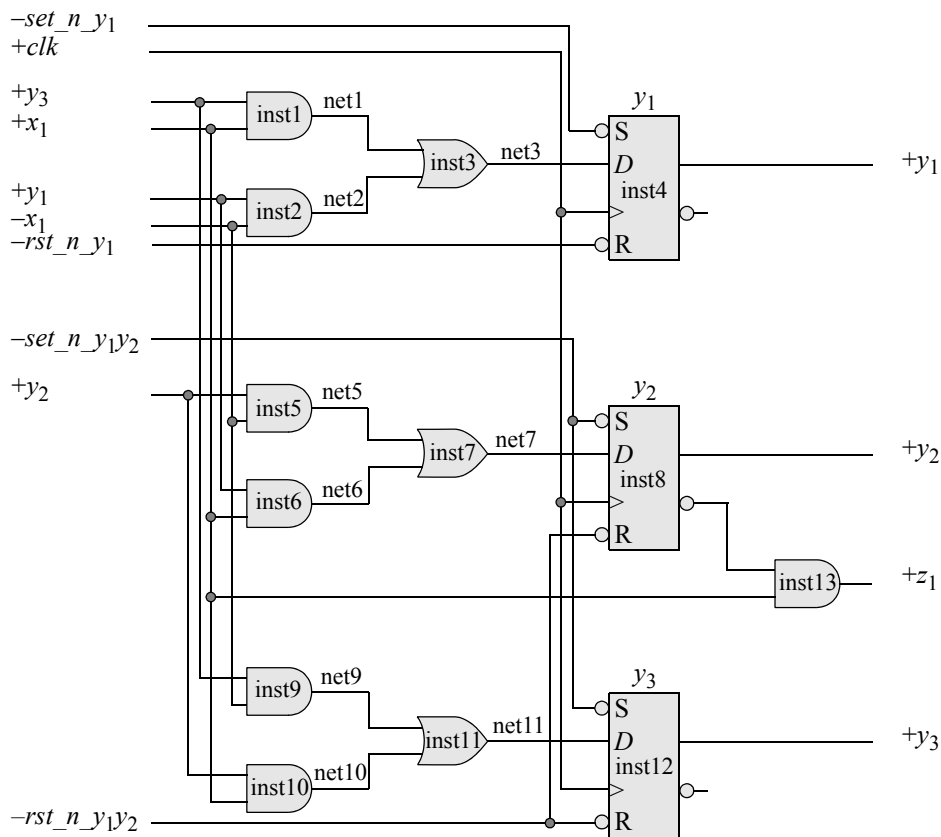 –set_n_y1
+clk
+y3
net1
y1
+x1
inst1
S
inst3
net3
D
+y1
+y1
net2
inst4
–x1
inst2
–rst_n_y1
R
–set_n_y1y2
+y2
net5
y2
inst5
S
net7
inst7
D
+y2
net6
inst8
inst6
R
inst13
+z1
net9
y3
inst9
S
net11
inst11
D
+y3
net10
inst12
inst10
–rst_n_y1y2
R